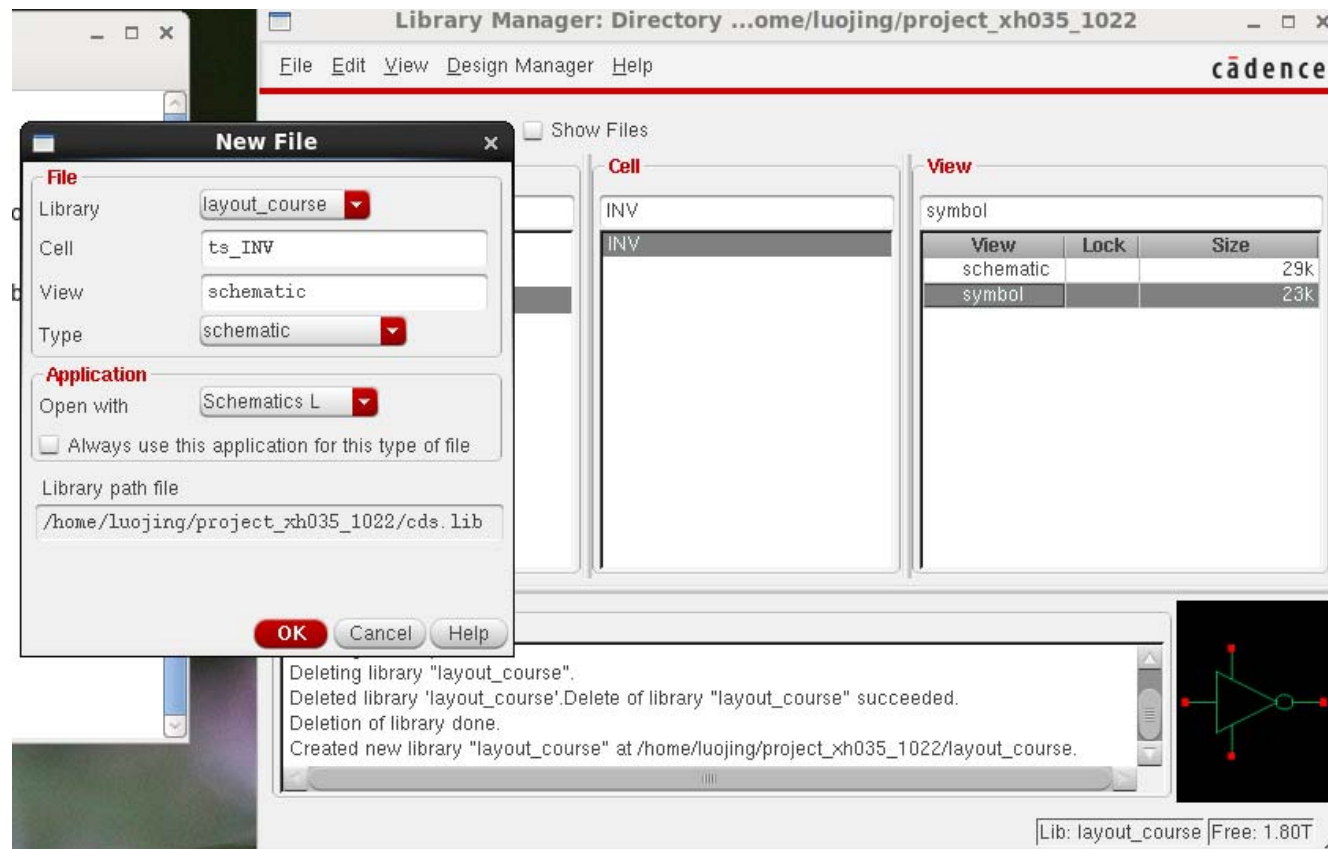 Library Manager: Directory ...ome/luojing/project_xh035_1022
File Edit View Design Manager Help
cādence
Show Files
New File
File
Library layout_course
Cell ts_INV
View schematic
Type schematic
Application
Open with Schematics L
Always use this application for this type of file
Library path file
/home/luojing/project_xh035_1022/cds.lib
OK Cancel Help
Cell
INV
INV
View
symbol
View Lock Size
schematic 29k
symbol 23k
Deleting library "layout_course".
Deleted library 'layout_course'.Delete of library "layout_course" succeeded.
Deletion of library done.
Created new library "layout_course" at /home/luojing/project_xh035_1022/layout_course.
Lib: layout_course Free: 1.80T